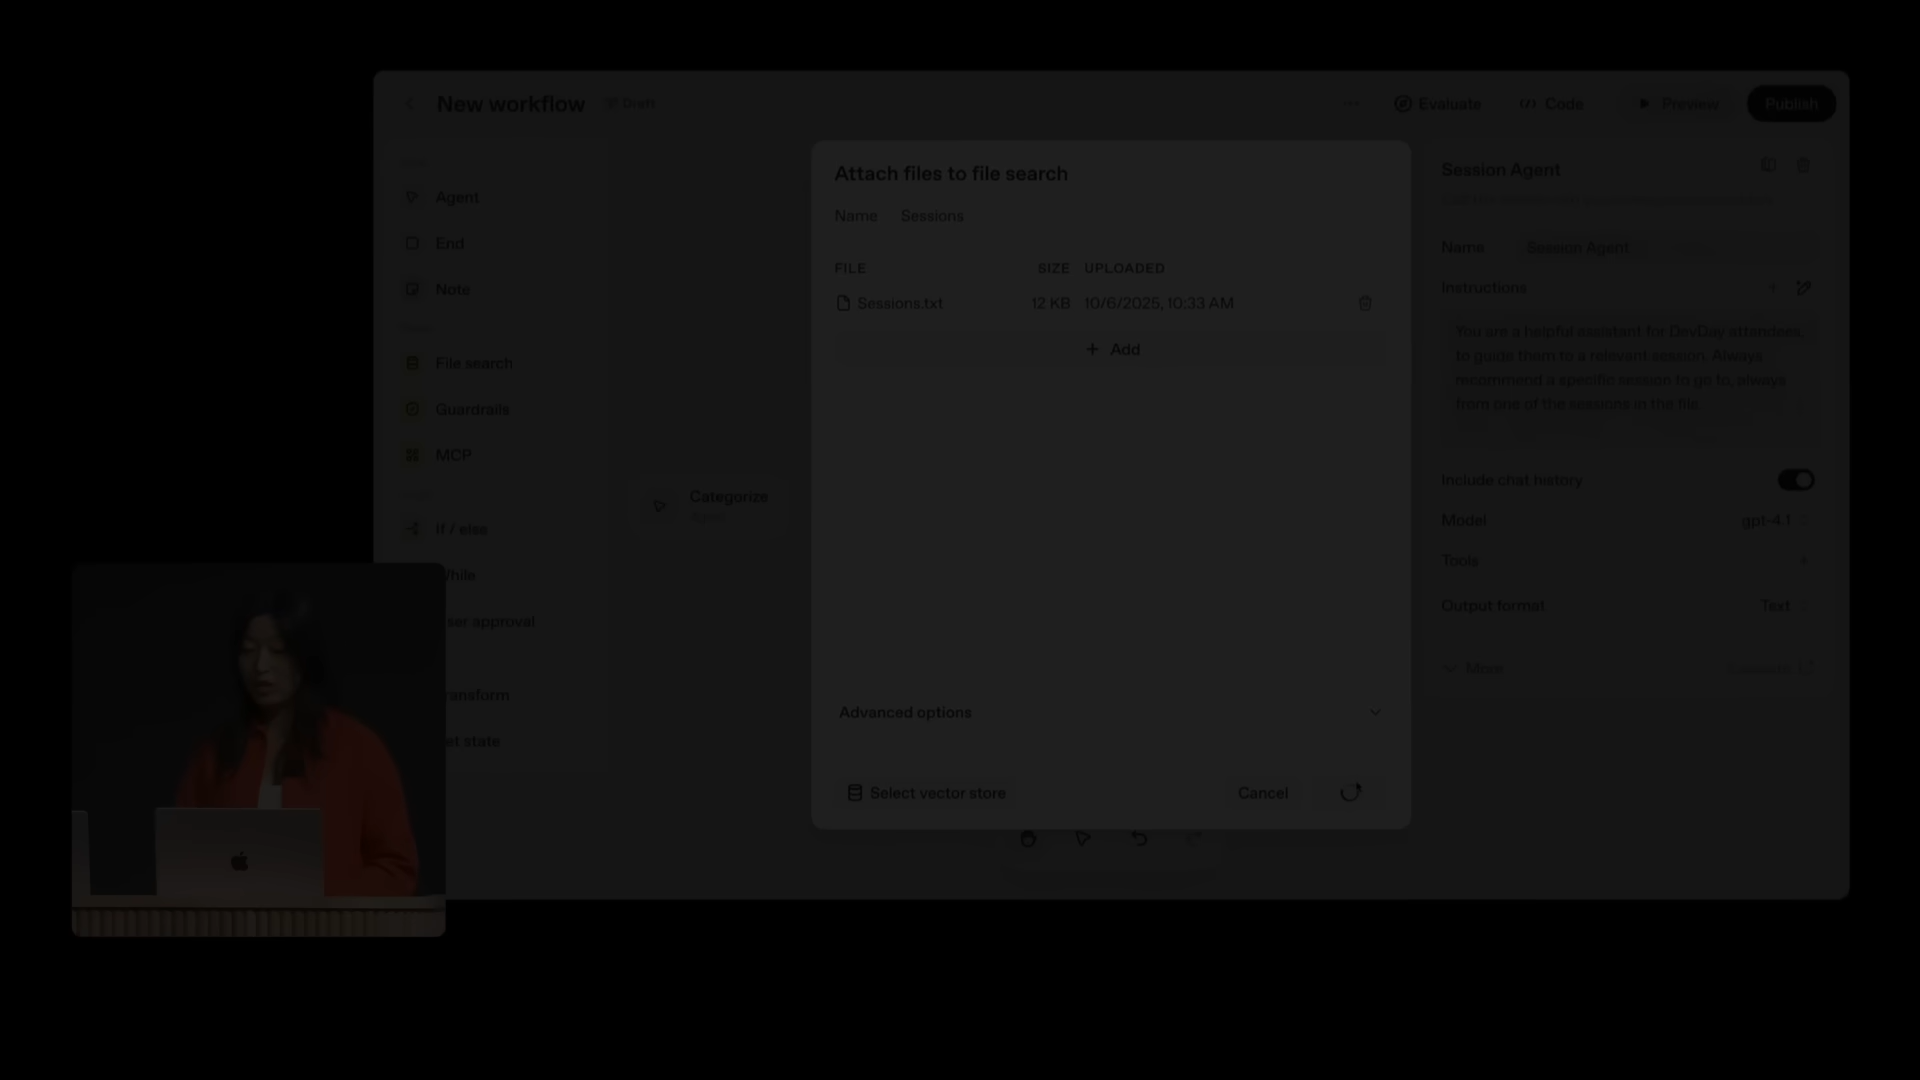 New workflow
Draft
Evaluate
Code
Preview
Publish
Agent
End
Note
File search
Guardrails
MCP
If / else
hile
ser approval
ansform
et state
Categorize
Attach files to file search
Name Sessions
FILE SIZE UPLOADED
Sessions.txt 12 KB 10/6/2025, 10:33 AM
+ Add
Advanced options
Select vector store
Cancel
Session Agent
Name Session Agent
Instructions
You are a helpful assistant for DevDay attendees,
to guide them to a relevant session. Always
recommend a specific session to go to, always
from one of the sessions in the file.
Include chat history
Model gpt-4.1
Tools
Output format Text
More